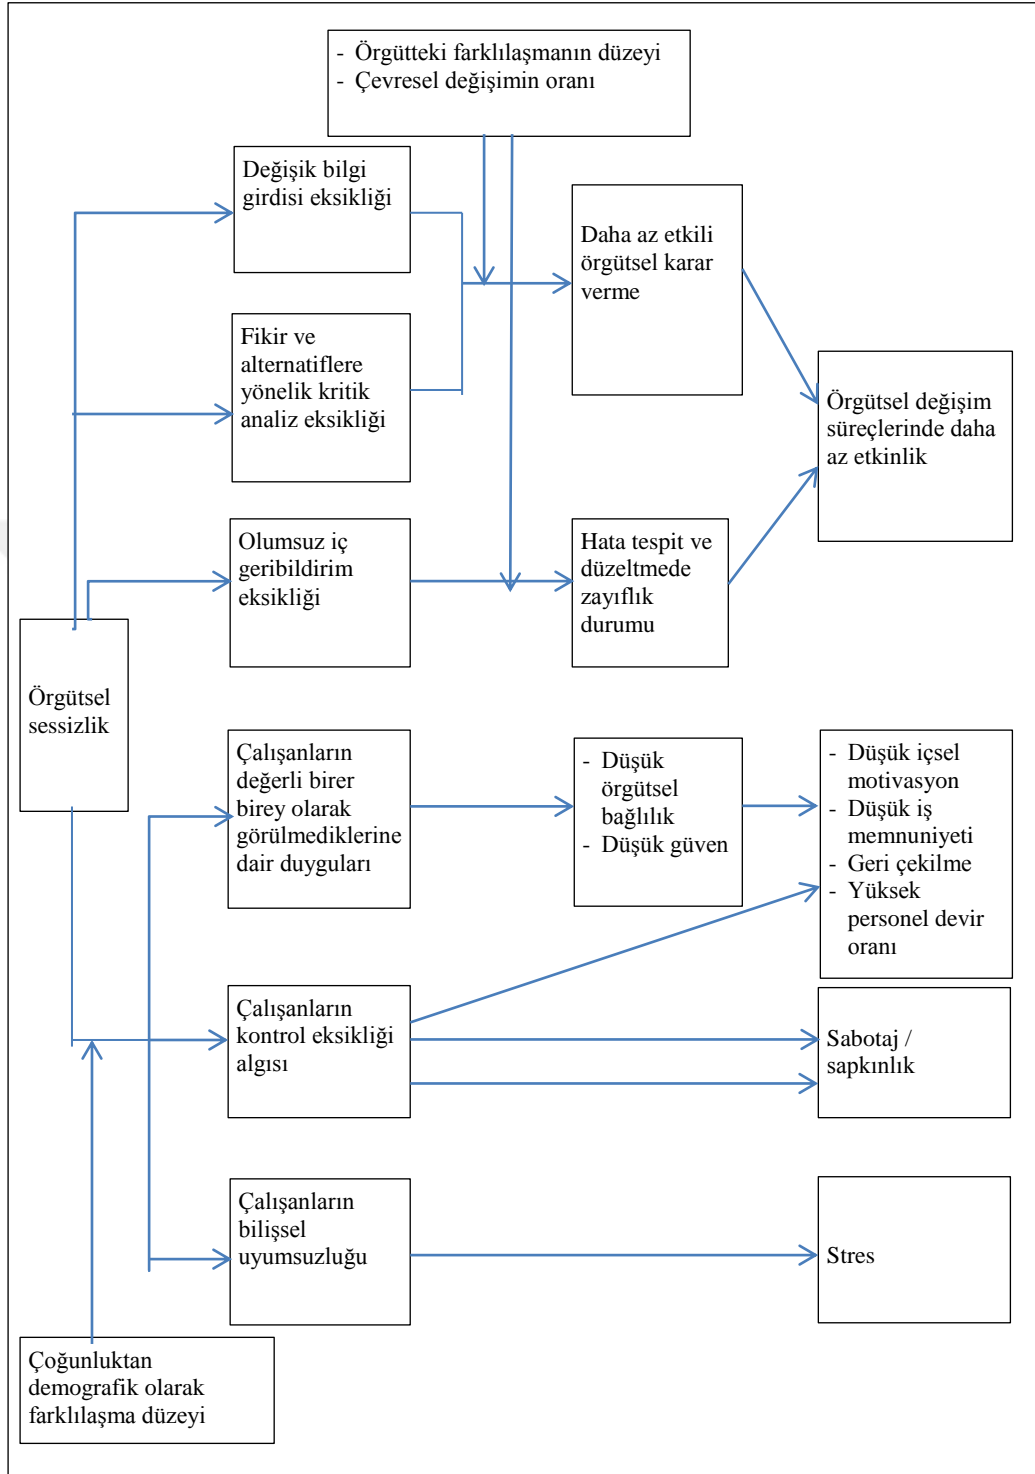 - Örgütteki farklılaşmanın düzeyi
- Çevresel değişimin oranı
Değişik bilgi
girdisi eksikliği
Daha az etkili
örgütsel karar
verme
Fikir ve
alternatiflere
yönelik kritik
analiz eksikliği
Örgütsel değişim
süreçlerinde daha
az etkinlik
Olumsuz iç
geribildirim
eksikliği
Hata tespit ve
düzeltmede
zayıflık
durumu
Örgütsel
sessizlik
Çalışanların
değerli birer
birey olarak
görülmediklerine
dair duyguları
- Düşük
örgütsel
bağlılık
- Düşük güven
- Düşük içsel
motivasyon
- Düşük iş
memnuniyeti
- Geri çekilme
- Yüksek
personel devir
oranı
Çalışanların
kontrol eksikliği
algısı
Sabotaj /
sapkınlık
Çalışanların
bilişsel
uyumsuzluğu
Stres
Çoğunluktan
demografik olarak
farklılaşma düzeyi